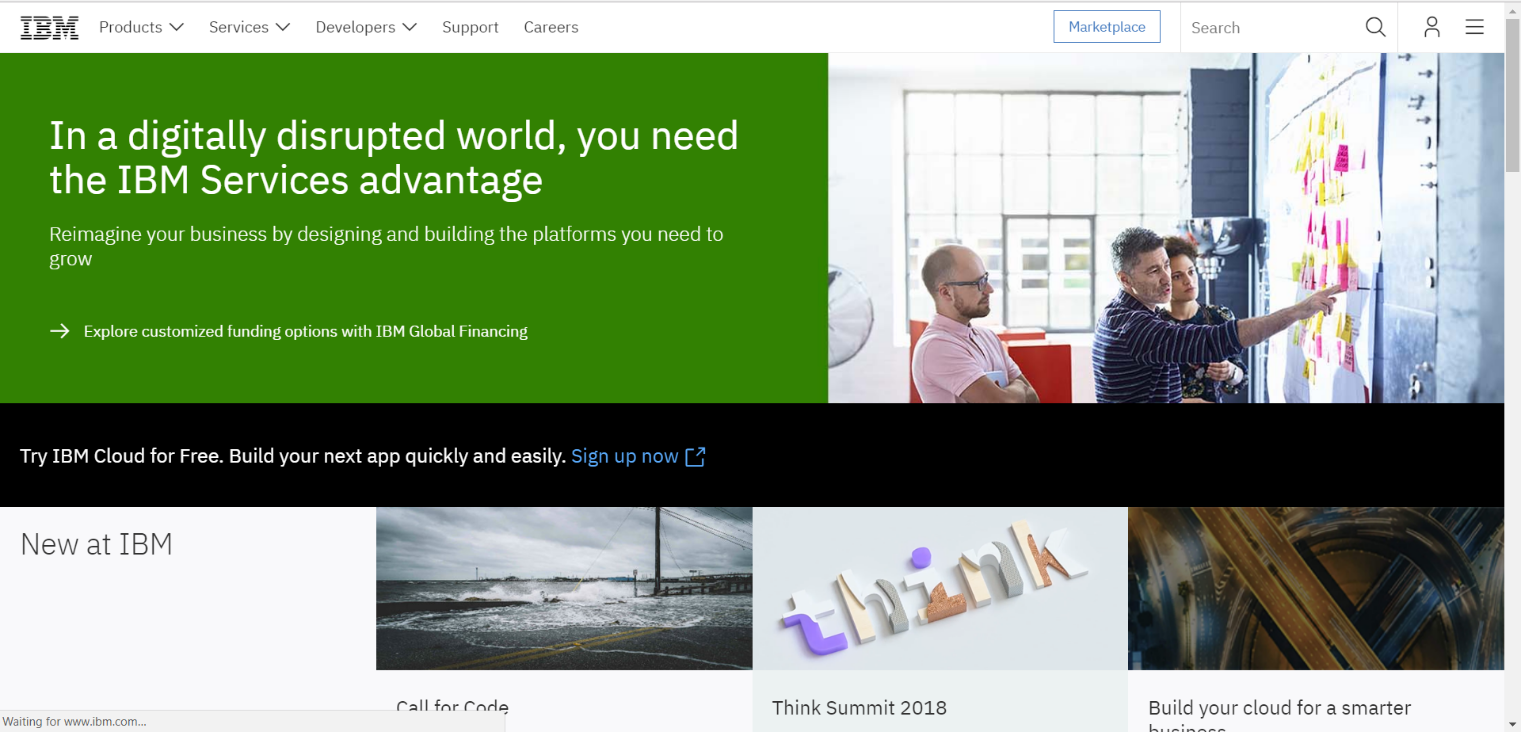 IBM Products Services Developers Support Careers Marketplace Search
In a digitally disrupted world, you need
the IBM Services advantage
Reimagine your business by designing and building the platforms you need to
grow
Explore customized funding options with IBM Global Financing
Try IBM Cloud for Free. Build your next app quickly and easily. Sign up now
New at IBM
think
Call for Code
Think Summit 2018
Build your cloud for a smarter
business
Waiting for www.ibm.com...